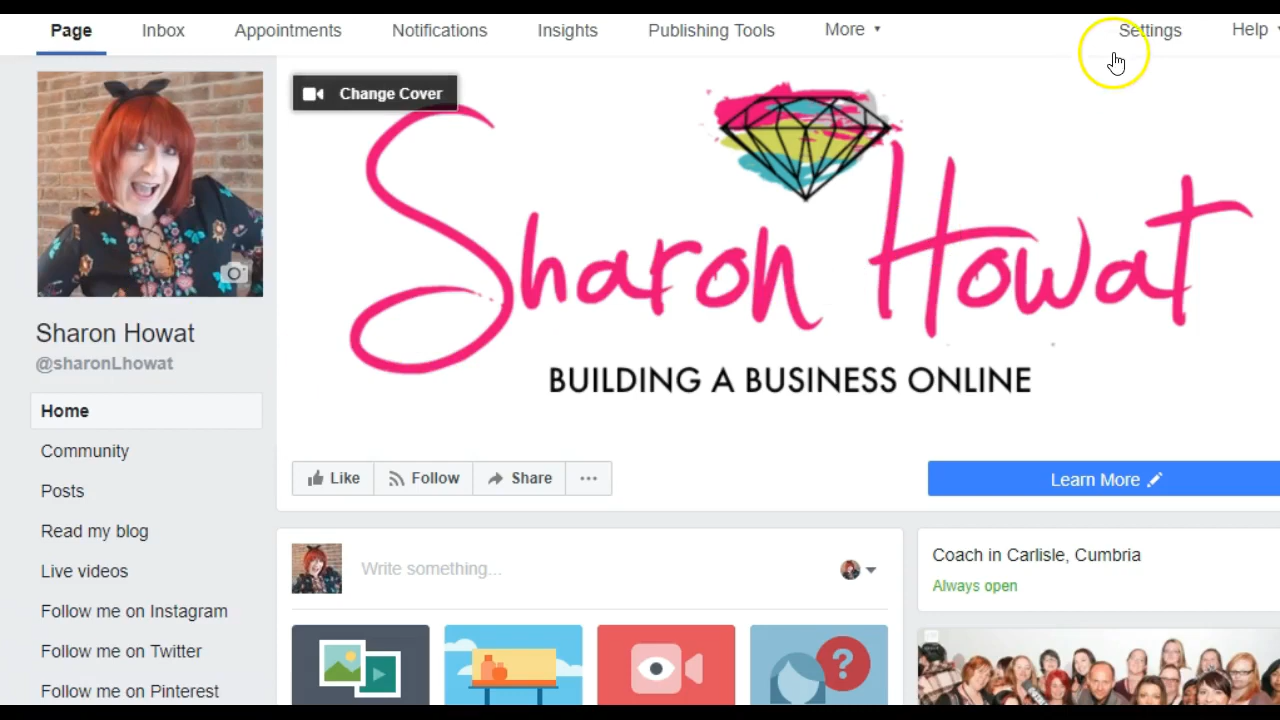 Page Inbox Appointments Notifications Insights Publishing Tools More Settings Help
Change Cover
Sharon Howat
BUILDING A BUSINESS ONLINE
Sharon Howat
@sharonLhowat
Home
Community
Posts
Read my blog
Live videos
Follow me on Instagram
Follow me on Twitter
Follow me on Pinterest
Like Follow Share ...
Learn More
Write something...
?
Coach in Carlisle, Cumbria
Always open